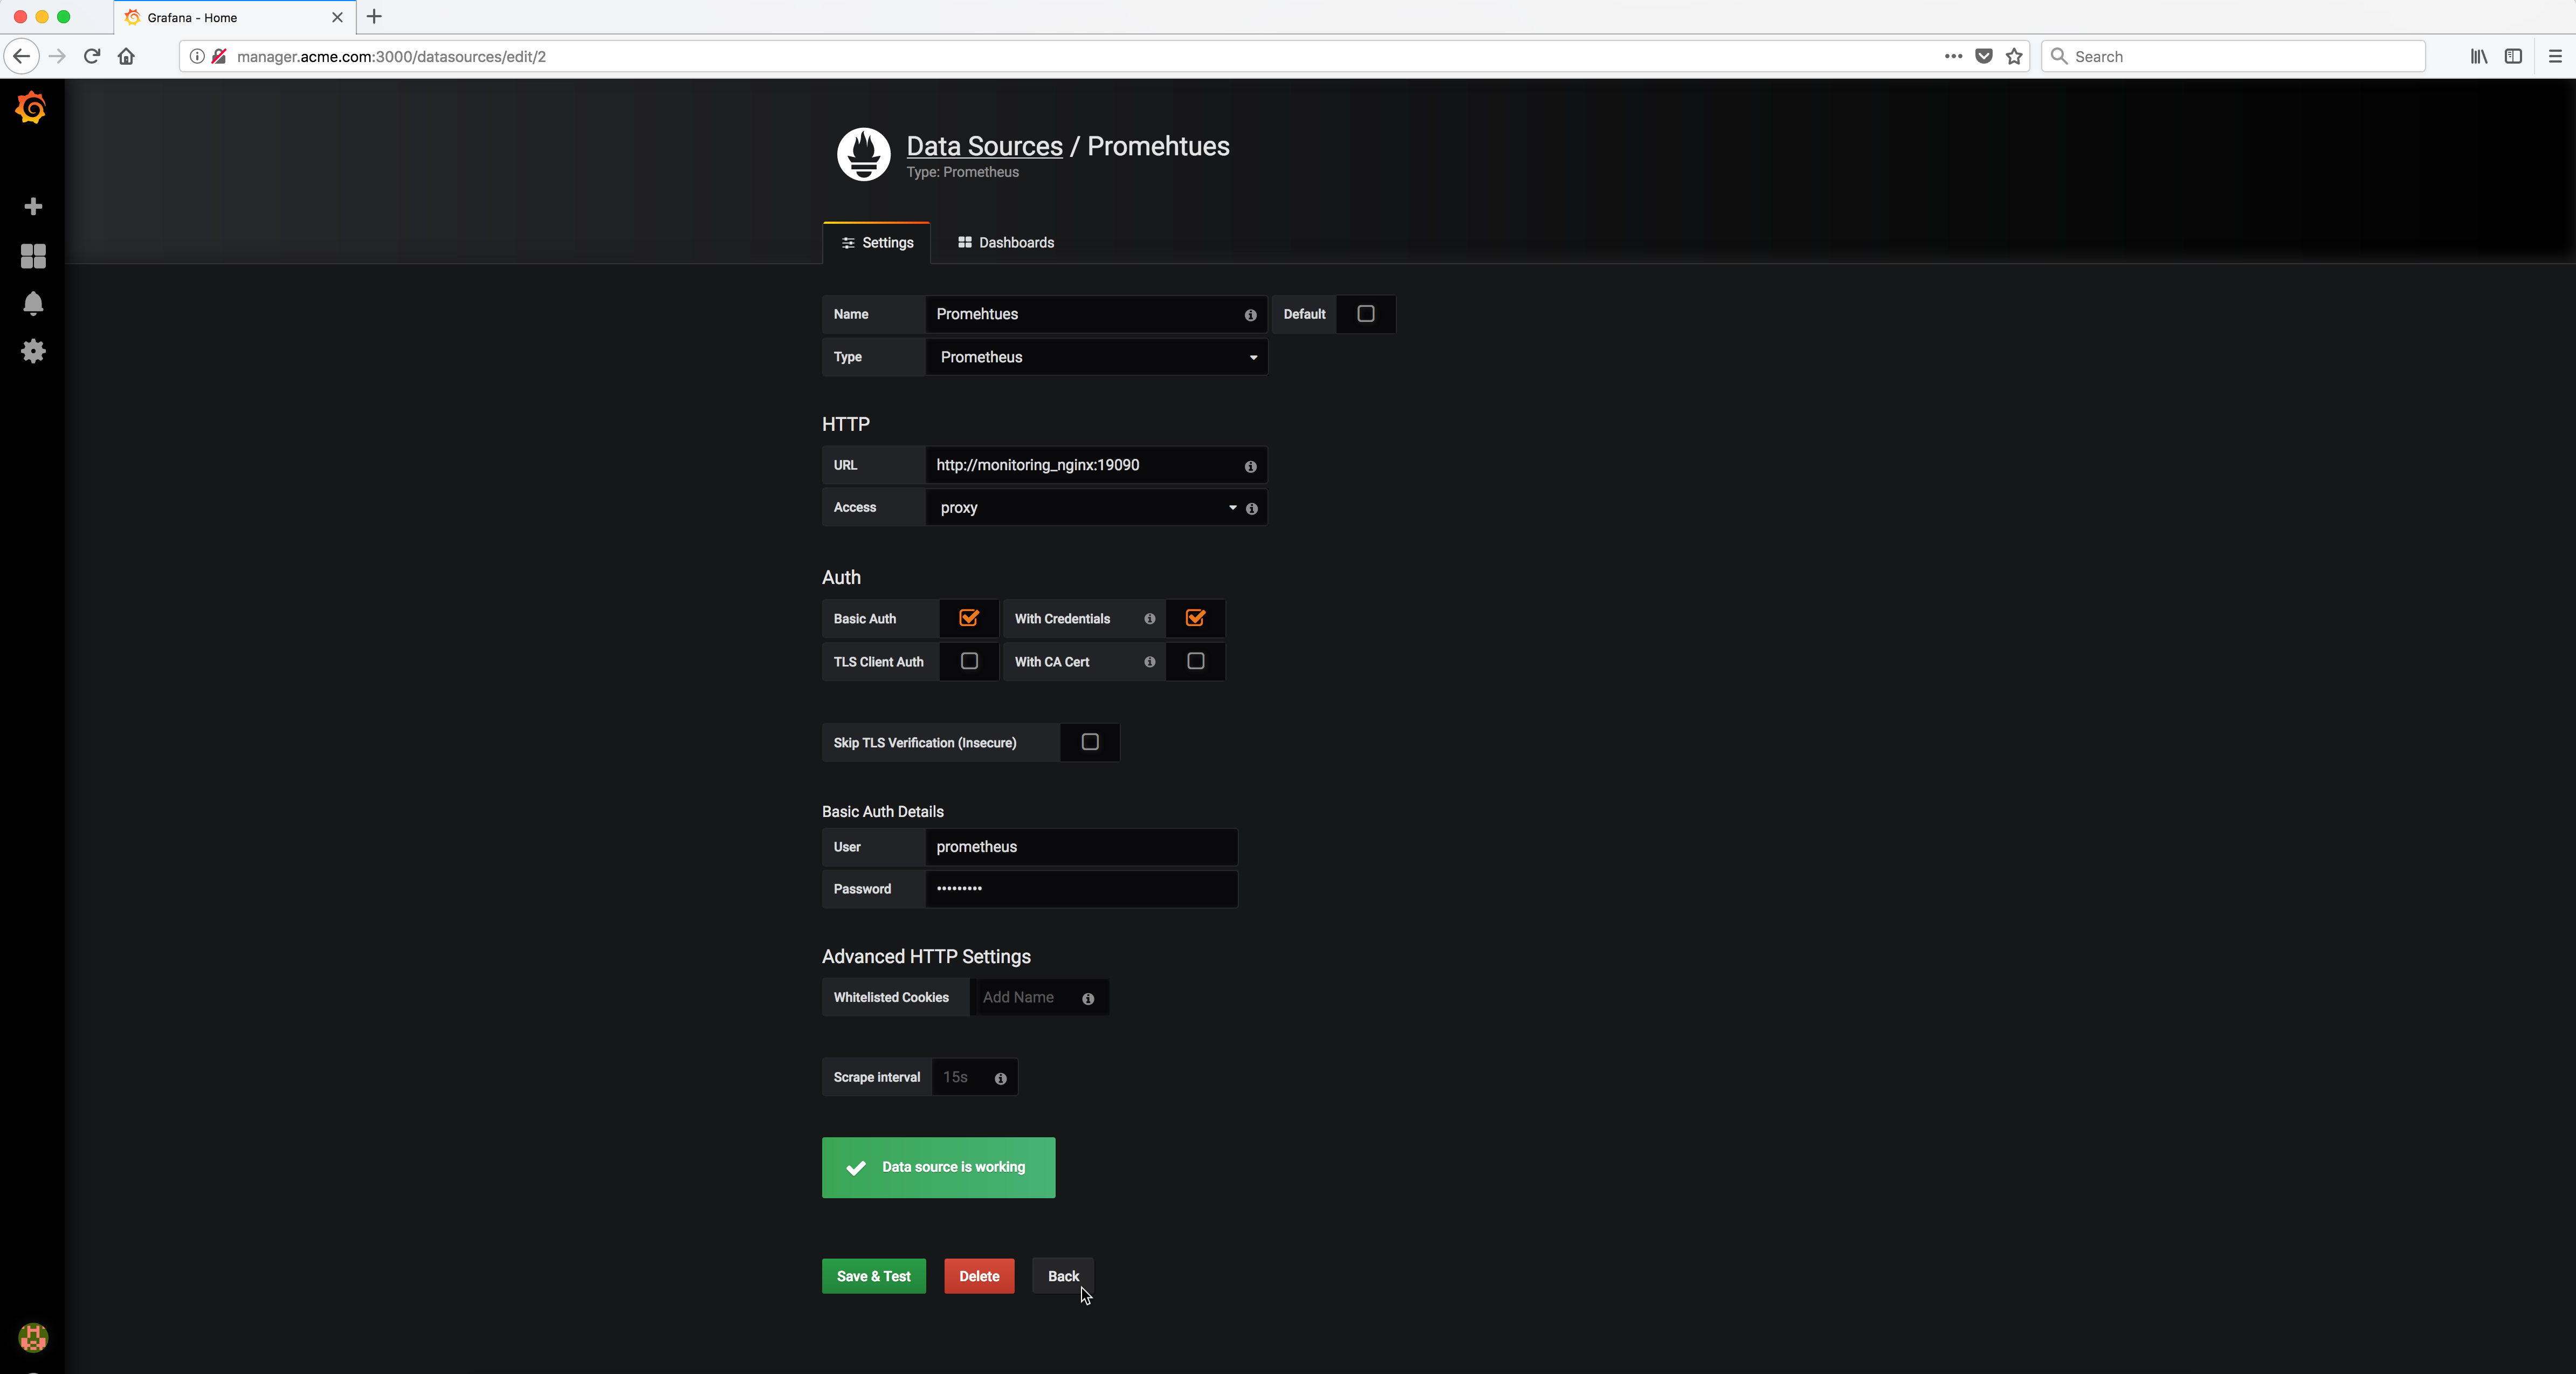 Grafana - Home
manager.acme.com:3000/datasources/edit/2
Search
Data Sources / Promehtues
Type: Prometheus
Settings
Dashboards
Name Promehtues Default
Type Prometheus
HTTP
URL http://monitoring_nginx:19090
Access proxy
Auth
Basic Auth With Credentials
TLS Client Auth With CA Cert
Skip TLS Verification (Insecure)
Basic Auth Details
User prometheus
Password •••••••••
Advanced HTTP Settings
Whitelisted Cookies Add Name
Scrape interval 15s
Data source is working
Save & Test Delete Back